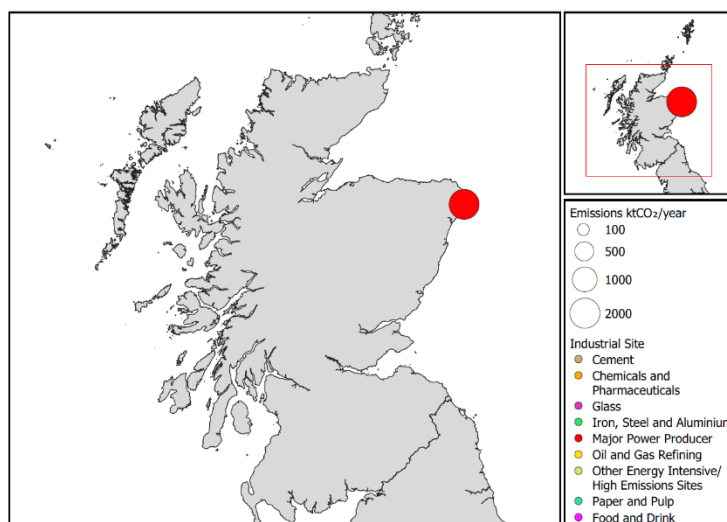 Emissions ktCO₂/year
100
500
1000
2000
Industrial Site
Cement
Chemicals and
Pharmaceuticals
Glass
Iron, Steel and Aluminium
Major Power Producer
Oil and Gas Refining
Other Energy Intensive/
High Emissions Sites
Paper and Pulp
Food and Drink